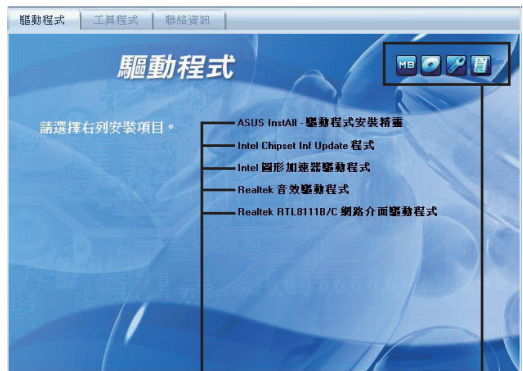 驅動程式 工具程式 聯絡資訊
驅動程式
MB
請選擇右列安裝項目。
ASUS InstAll - 驅動程式安裝精靈
Intel Chipset Inf Update 程式
Intel 圖形加速器驅動程式
Realtek 音效驅動程式
Realtek RTL8111B/C 網路介面驅動程式